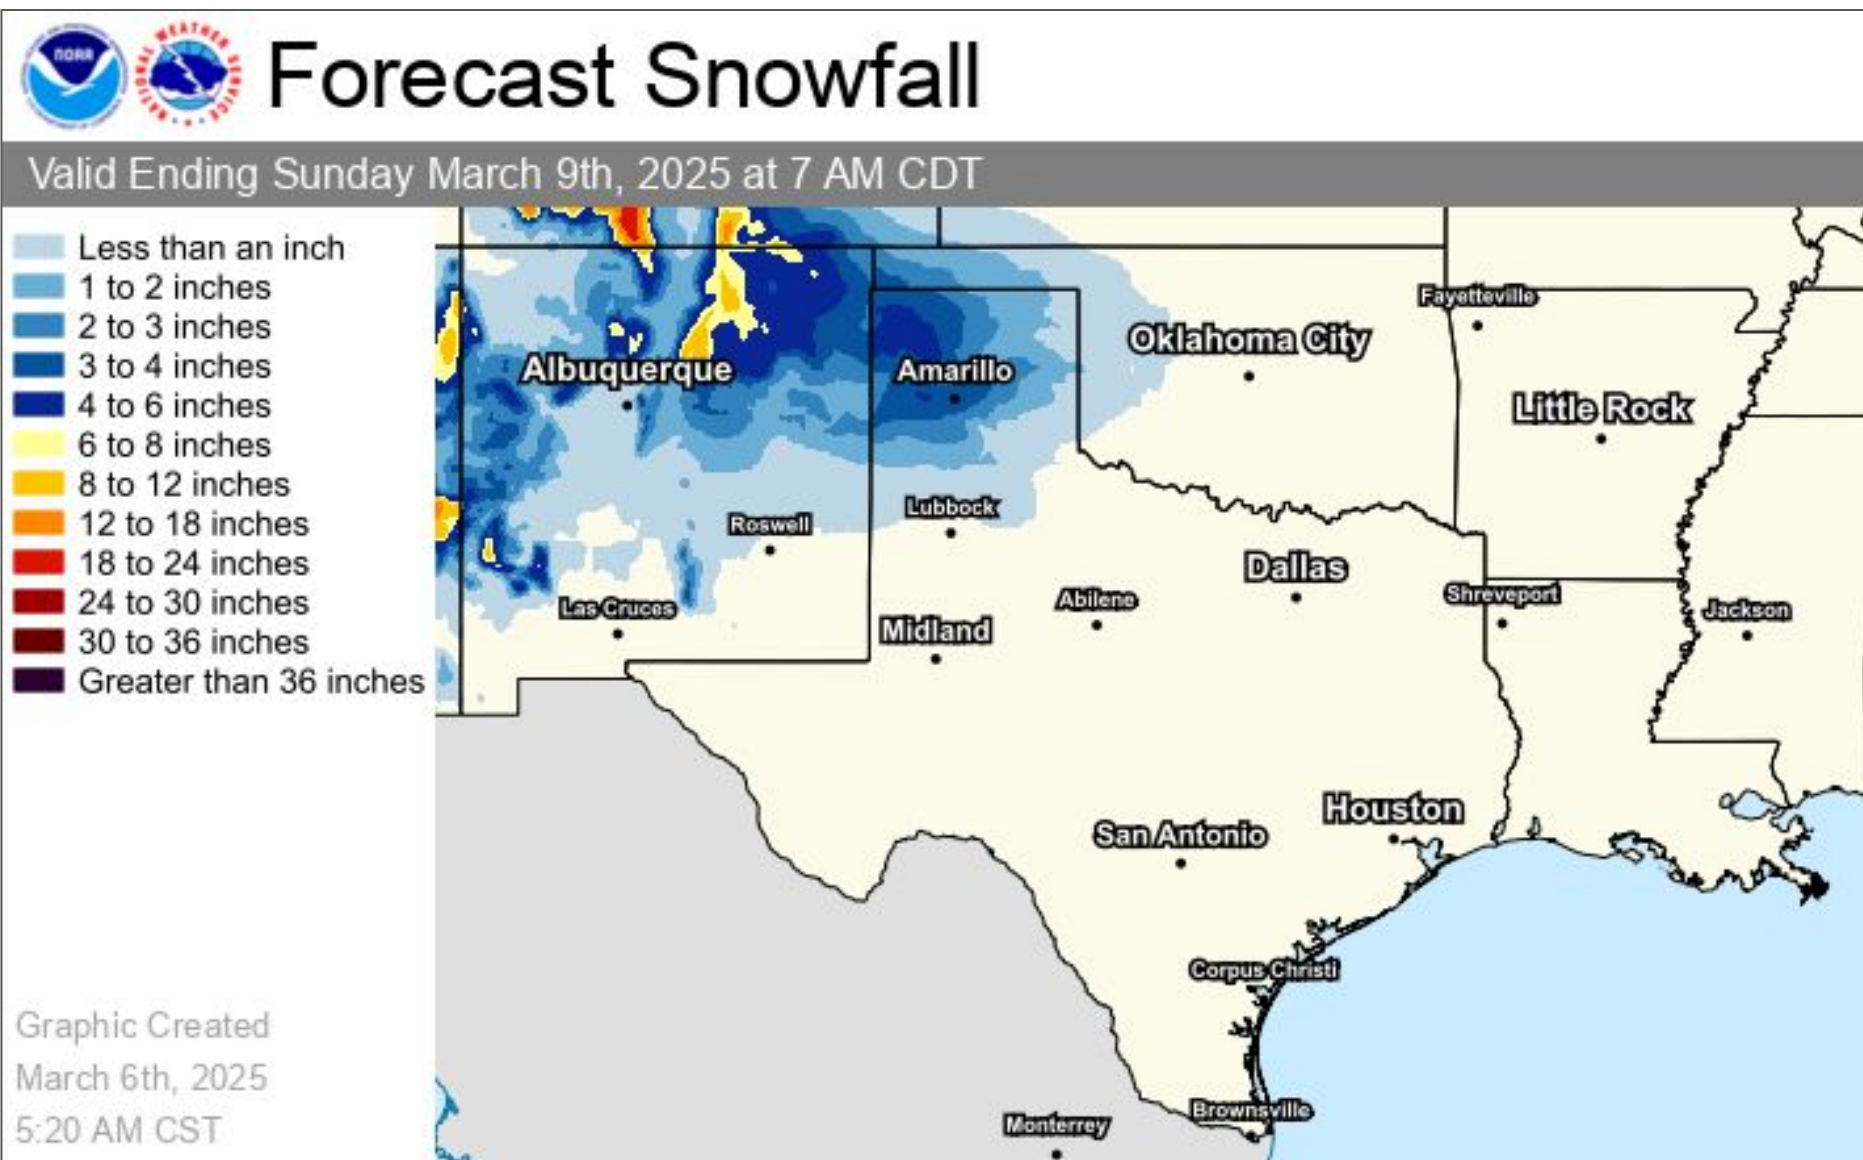 NOAA
NATIONAL WEATHER SERVICE
Forecast Snowfall
Valid Ending Sunday March 9th, 2025 at 7 AM CDT
Less than an inch
1 to 2 inches
2 to 3 inches
3 to 4 inches
4 to 6 inches
6 to 8 inches
8 to 12 inches
12 to 18 inches
18 to 24 inches
24 to 30 inches
30 to 36 inches
Greater than 36 inches
Graphic Created
March 6th, 2025
5:20 AM CST
Fayetteville
Oklahoma City
Albuquerque
Amarillo
Little Rock
Lubbock
Roswell
Dallas
Shreveport
Abilene
Las Cruces
Jackson
Midland
Houston
San Antonio
Corpus Christi
Brownsville
Monterrey